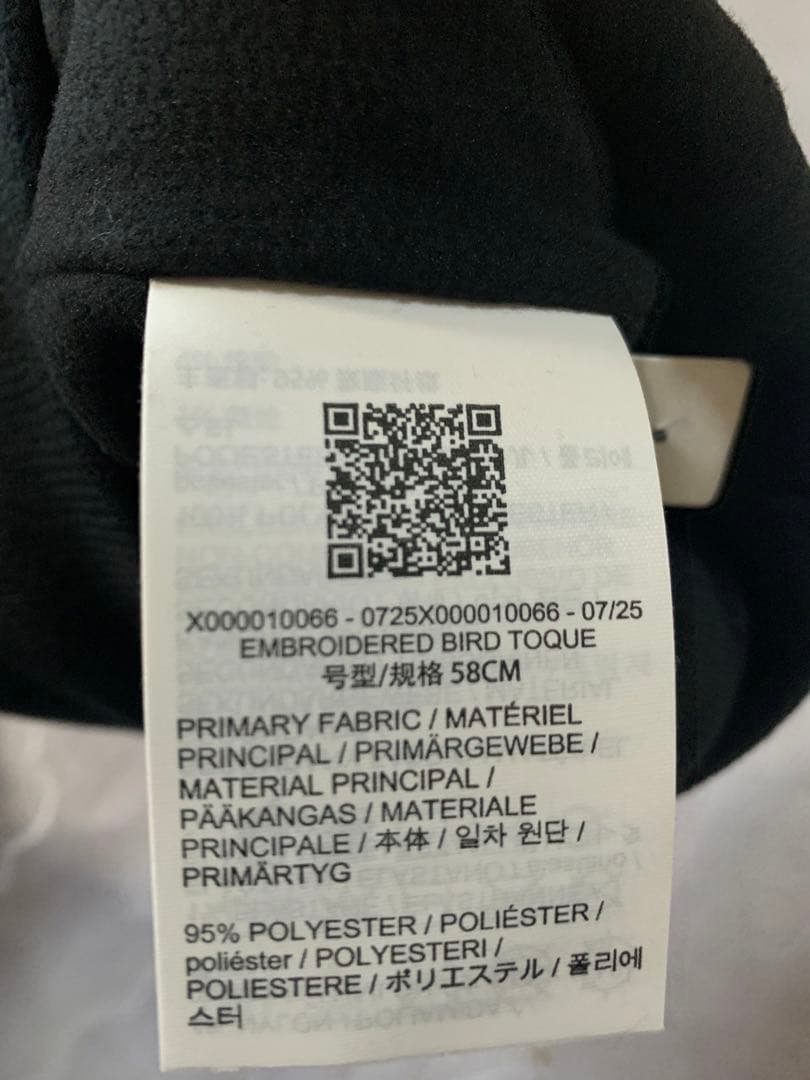 X000010066 - 0725X000010066 - 07/25
EMBROIDERED BIRD TOQUE
号型/规格 58CM
PRIMARY FABRIC / MATÉRIEL
PRINCIPAL / PRIMÄRGEWEBE /
MATERIAL PRINCIPAL /
PÄÄKANGAS / MATERIALE
PRINCIPALE / 本体 / 일차 원단 /
PRIMÄRTYG
95% POLYESTER / POLIÉSTER /
poliéster / POLYESTERI /
POLIESTERE / ポリエステル / 폴리에
스터